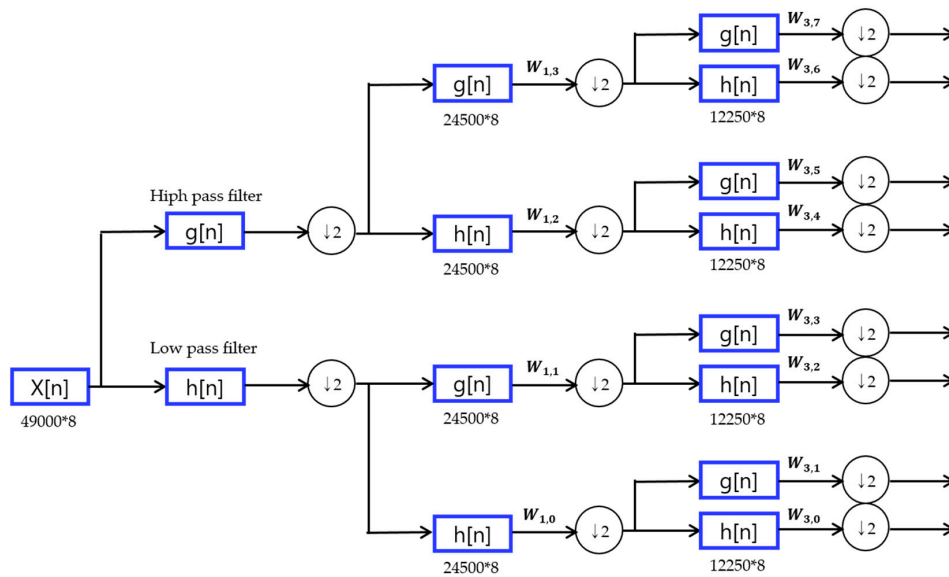 g[n] W3,7 ↓2
g[n] W1,3 ↓2 h[n] W3,6 ↓2
24500*8 12250*8
g[n] W3,5 ↓2
Hiph pass filter
g[n] ↓2 h[n] W1,2 ↓2 h[n] W3,4 ↓2
24500*8 12250*8
g[n] W3,3 ↓2
Low pass filter
X[n] h[n] ↓2 g[n] W1,1 ↓2 h[n] W3,2 ↓2
49000*8 24500*8 12250*8
g[n] W3,1 ↓2
h[n] W1,0 ↓2 h[n] W3,0 ↓2
24500*8 12250*8